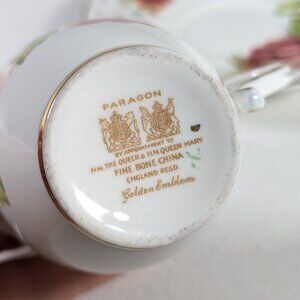 PARAGON
BY APPOINTMENT TO
H.M. THE QUEEN & H.M. QUEEN MARY
FINE BONE CHINA
ENGLAND REGD.
Golden Emblem